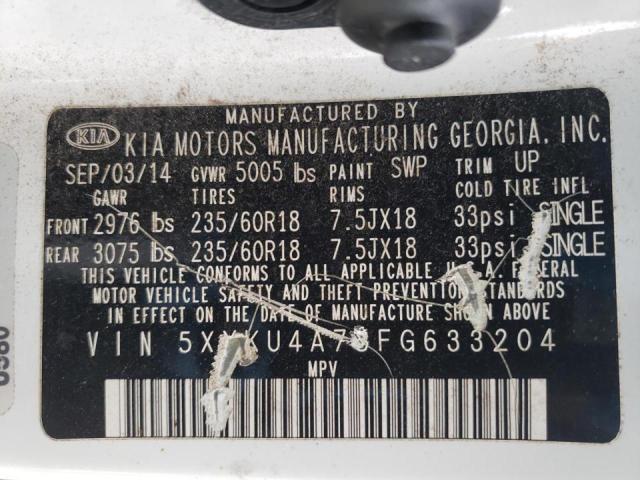 MANUFACTURED BY
KIA KIA MOTORS MANUFACTURING GEORGIA, INC.
SEP/03/14 GVWR 5005 lbs PAINT SWP TRIM UP
GAWR TIRES RIMS COLD TIRE INFL
FRONT 2976 lbs 235/60R18 7.5JX18 33psi SINGLE
REAR 3075 lbs 235/60R18 7.5JX18 33psi SINGLE
THIS VEHICLE CONFORMS TO ALL APPLICABLE U.S.A FEDERAL
MOTOR VEHICLE SAFETY AND THEFT PREVENTION STANDARDS
IN EFFECT ON THE DATE OF MANUFACTURE SHOWN ABOVE.
VIN
MPV
0580